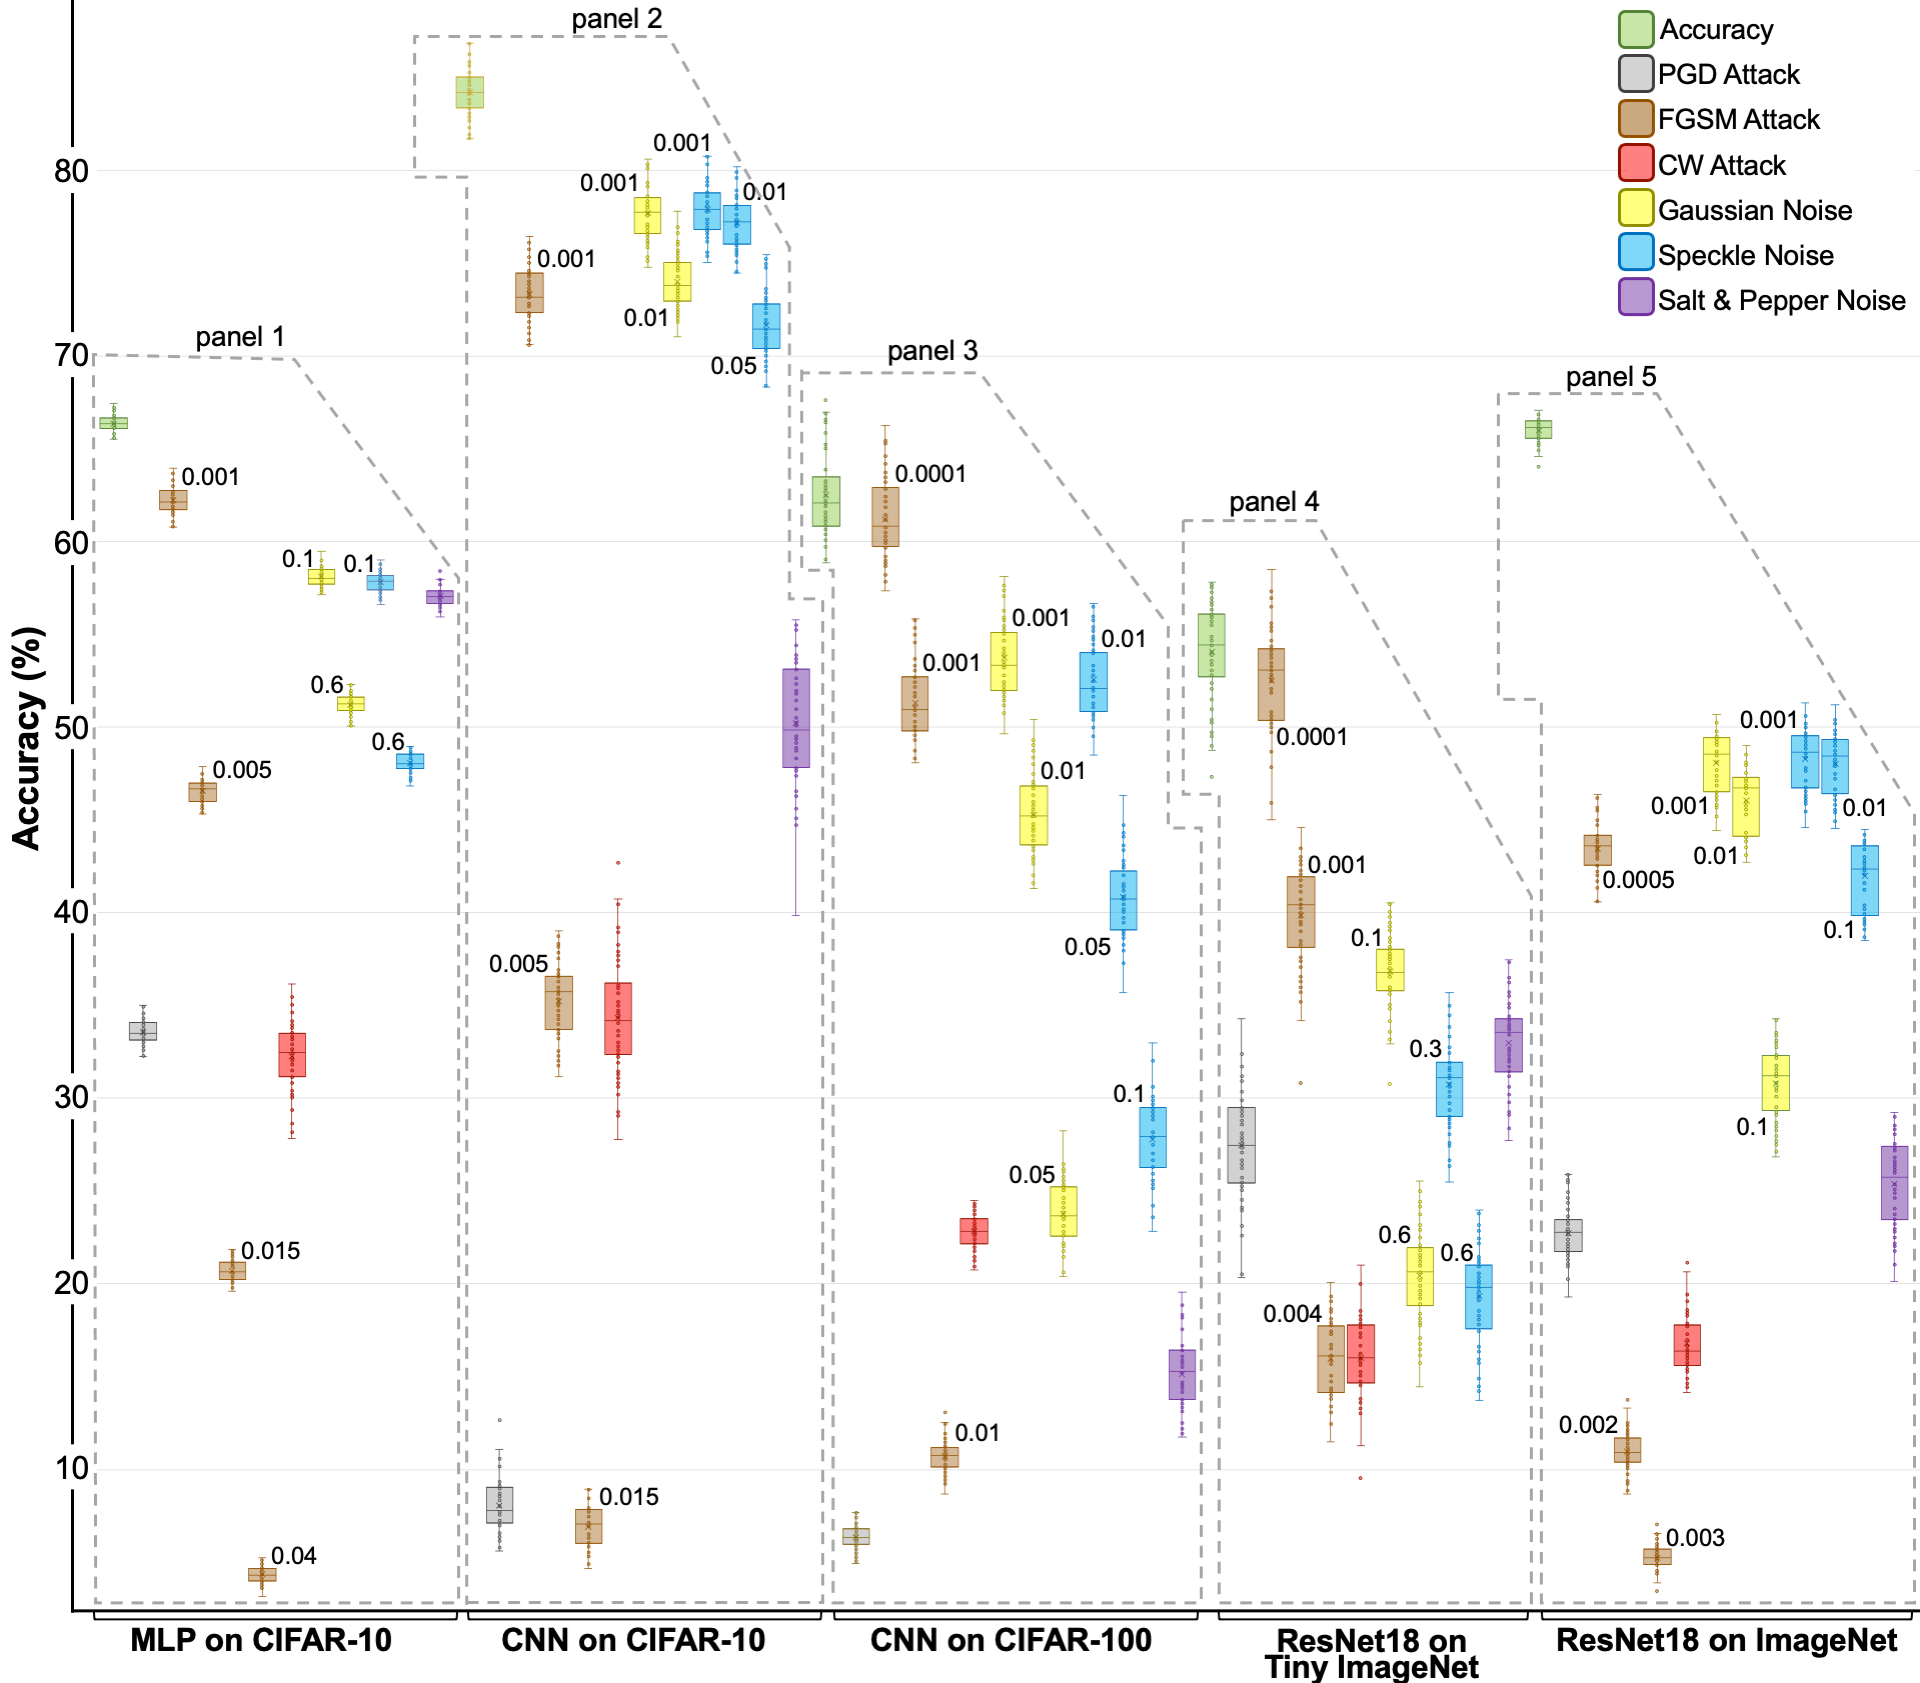 panel 2
Accuracy
PGD Attack
FGSM Attack
CW Attack
Gaussian Noise
Speckle Noise
Salt & Pepper Noise
Accuracy (%)
80
70
60
50
40
30
20
10
panel 1
0.001
0.1
0.1
0.6
0.6
0.005
0.015
0.04
0.001
0.001
0.01
0.001
0.01
0.05
0.005
0.015
panel 3
0.0001
0.001
0.001
0.01
0.01
0.05
0.1
0.05
0.01
panel 4
0.0001
0.001
0.1
0.3
0.6
0.6
0.004
panel 5
0.001
0.001
0.01
0.01
0.0005
0.1
0.1
0.002
0.003
MLP on CIFAR-10
CNN on CIFAR-10
CNN on CIFAR-100
ResNet18 on
Tiny ImageNet
ResNet18 on ImageNet